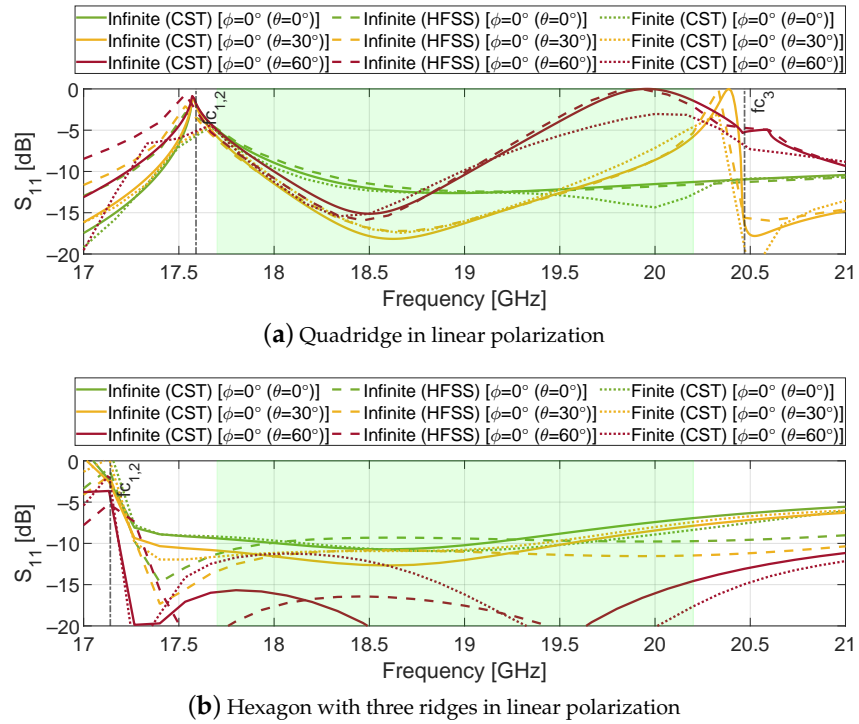 Infinite (CST) [ϕ=0° (θ=0°)] Infinite (HFSS) [ϕ=0° (θ=0°)] Finite (CST) [ϕ=0° (θ=0°)]
Infinite (CST) [ϕ=0° (θ=30°)] Infinite (HFSS) [ϕ=0° (θ=30°)] Finite (CST) [ϕ=0° (θ=30°)]
Infinite (CST) [ϕ=0° (θ=60°)] Infinite (HFSS) [ϕ=0° (θ=60°)] Finite (CST) [ϕ=0° (θ=60°)]
0
−5
−10
−15
−20
S11 [dB]
fc1,2
fc3
17 17.5 18 18.5 19 19.5 20 20.5 21
Frequency [GHz]
(a) Quadridge in linear polarization
Infinite (CST) [ϕ=0° (θ=0°)] Infinite (HFSS) [ϕ=0° (θ=0°)] Finite (CST) [ϕ=0° (θ=0°)]
Infinite (CST) [ϕ=0° (θ=30°)] Infinite (HFSS) [ϕ=0° (θ=30°)] Finite (CST) [ϕ=0° (θ=30°)]
Infinite (CST) [ϕ=0° (θ=60°)] Infinite (HFSS) [ϕ=0° (θ=60°)] Finite (CST) [ϕ=0° (θ=60°)]
0
−5
−10
−15
−20
S11 [dB]
fc1,2
17 17.5 18 18.5 19 19.5 20 20.5 21
Frequency [GHz]
(b) Hexagon with three ridges in linear polarization